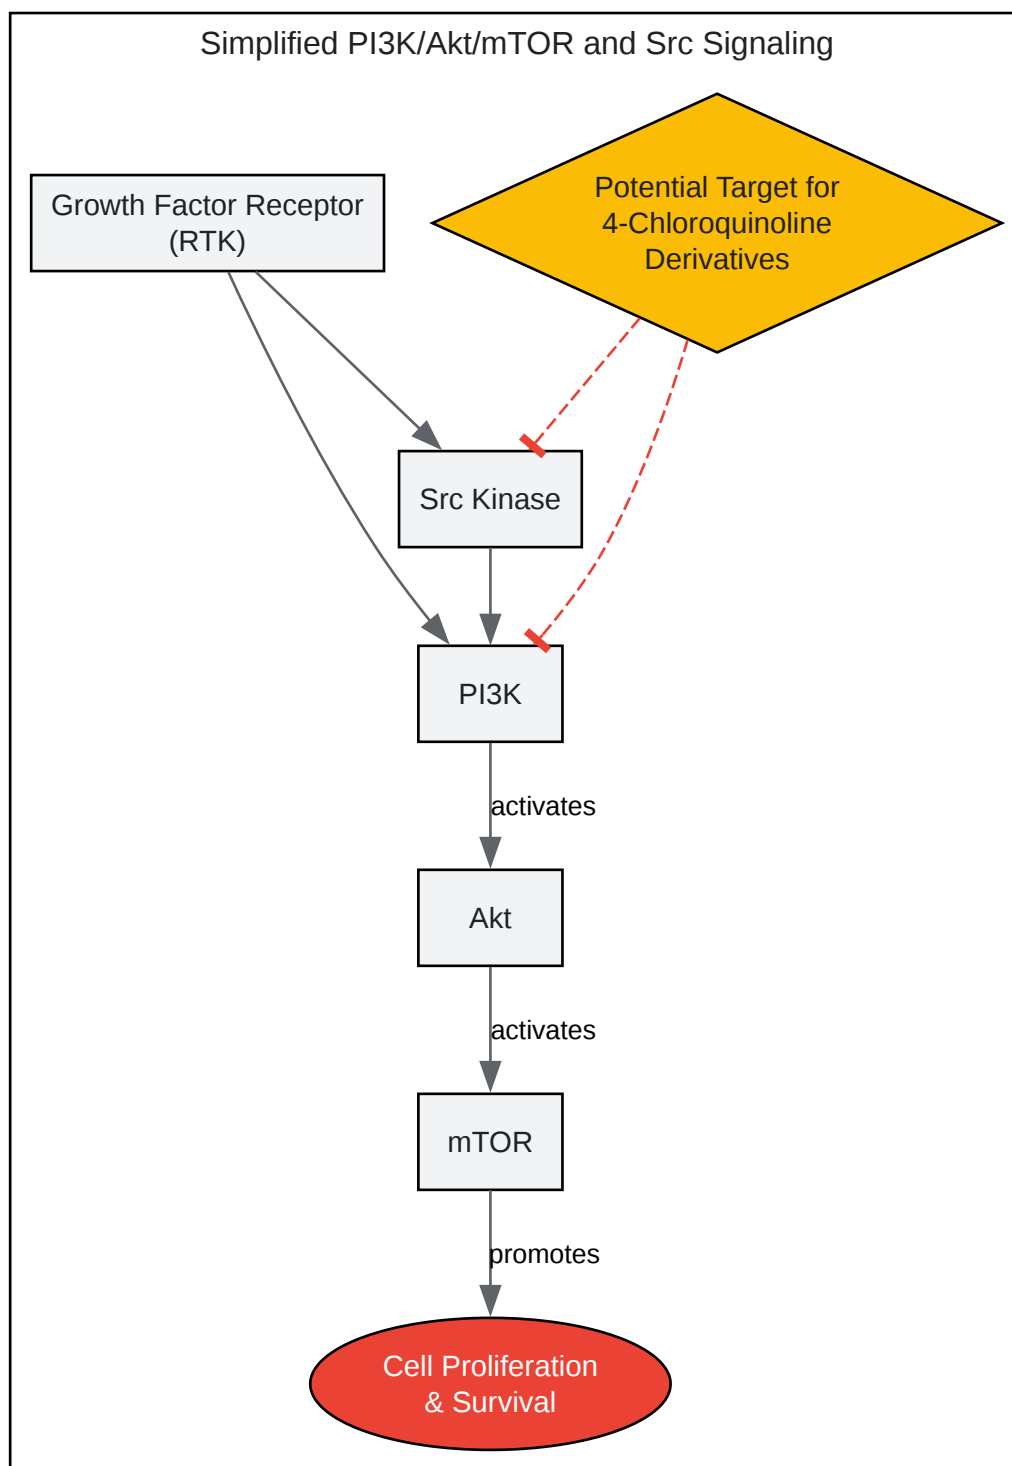 Simplified PI3K/Akt/mTOR and Src Signaling
Growth Factor Receptor
(RTK)
Potential Target for
4-Chloroquinoline
Derivatives
Src Kinase
PI3K
activates
Akt
activates
mTOR
promotes
Cell Proliferation
& Survival